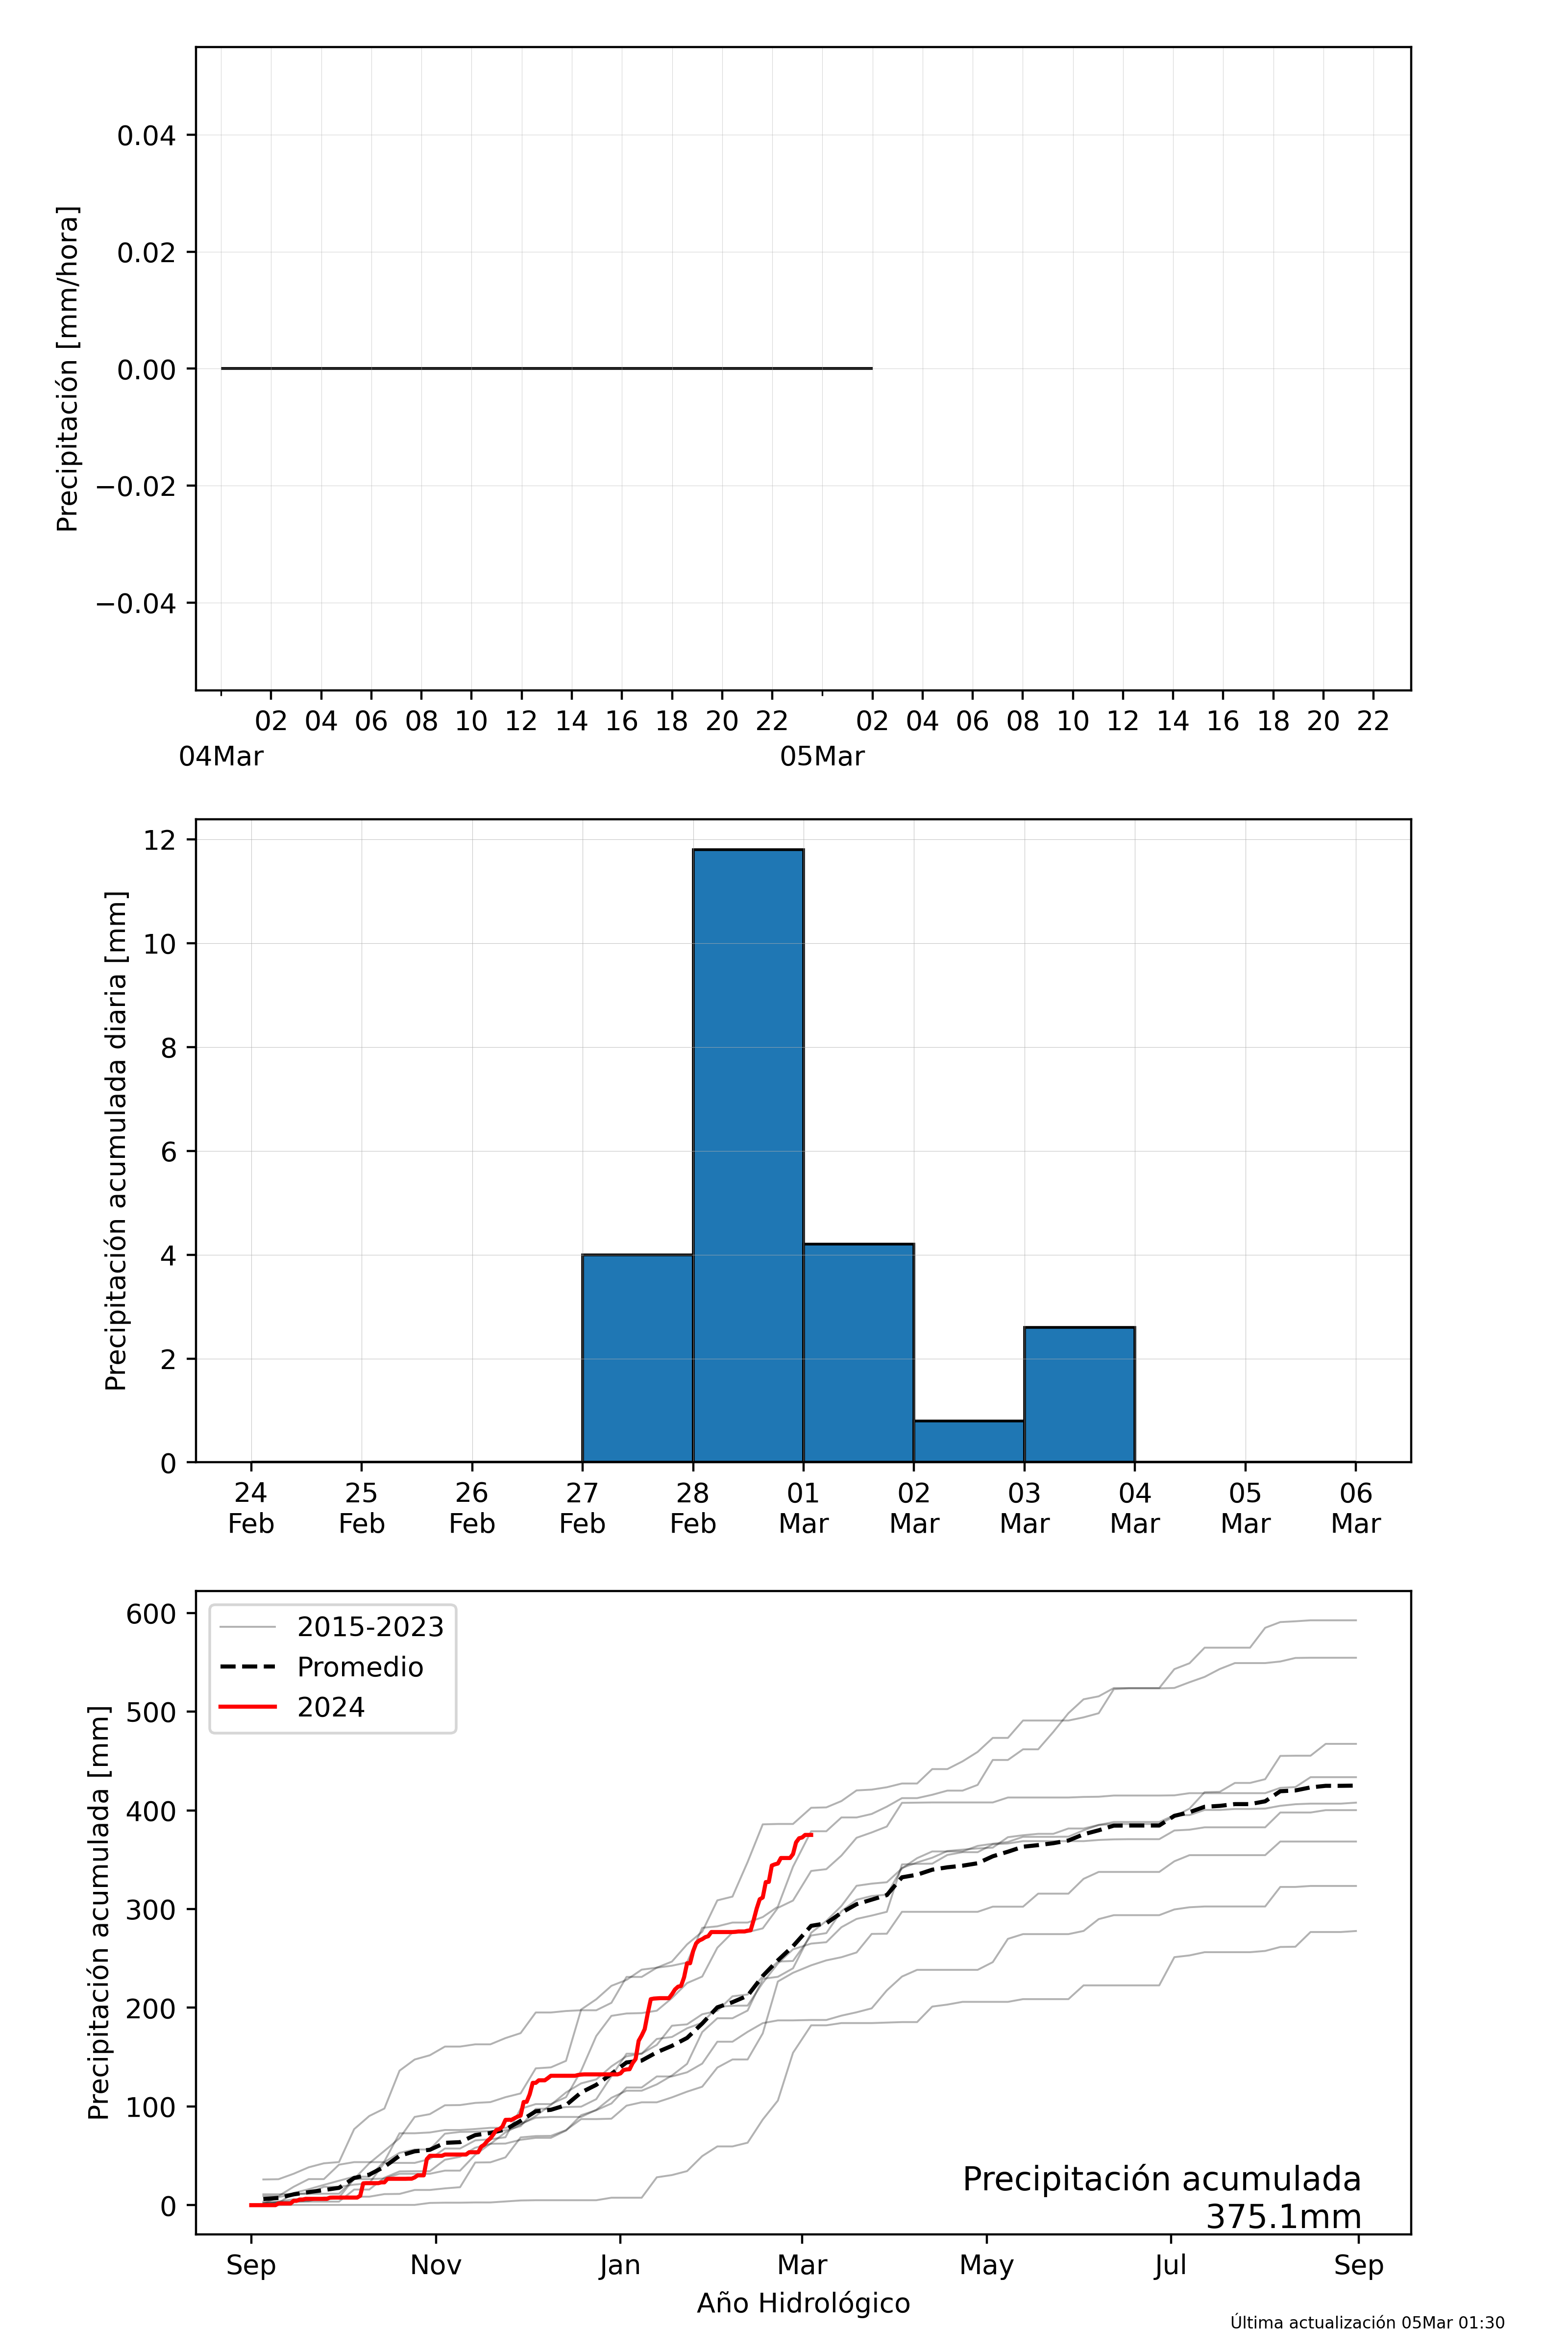 Precipitación [mm/hora]
0.04
0.02
0.00
−0.02
−0.04
02 04 06 08 10 12 14 16 18 20 22 02 04 06 08 10 12 14 16 18 20 22
04Mar 05Mar
Precipitación acumulada diaria [mm]
12
10
8
6
4
2
0
24 25 26 27 28 01 02 03 04 05 06
Feb Feb Feb Feb Feb Mar Mar Mar Mar Mar Mar
Precipitación acumulada [mm]
600
500
400
300
200
100
0
2015-2023
Promedio
2024
Precipitación acumulada
375.1mm
Sep Nov Jan Mar May Jul Sep
Año Hidrológico
Última actualización 05Mar 01:30